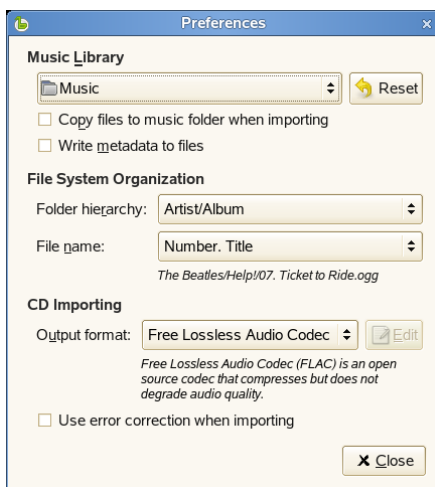 Preferences
Music Library
Music
Reset
Copy files to music folder when importing
Write metadata to files
File System Organization
Folder hierarchy: Artist/Album
File name: Number. Title
The Beatles/Help!/07. Ticket to Ride.ogg
CD Importing
Output format: Free Lossless Audio Codec Edit
Free Lossless Audio Codec (FLAC) is an open
source codec that compresses but does not
degrade audio quality.
Use error correction when importing
Close